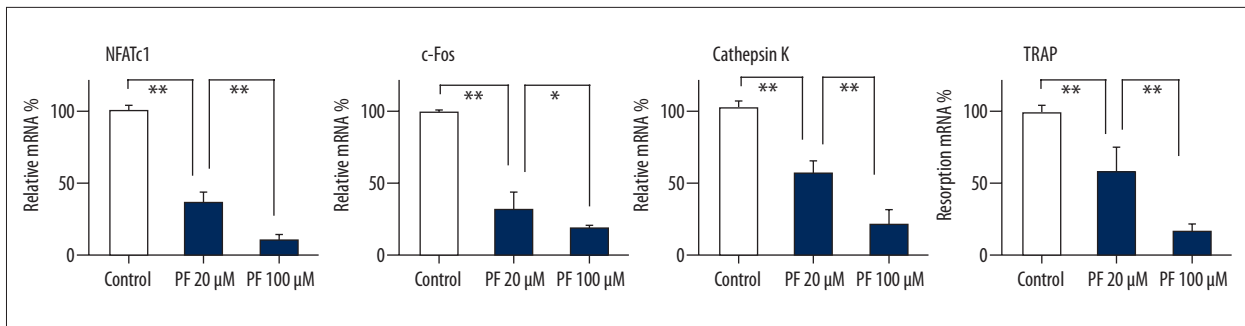 NFATc1
Relative mRNA %
100
50
0
**
**
Control
PF 20 µM
PF 100 µM
c-Fos
Relative mRNA %
100
50
0
**
*
Control
PF 20 µM
PF 100 µM
Cathepsin K
Relative mRNA %
100
50
0
**
**
Control
PF 20 µM
PF 100 µM
TRAP
Resorption mRNA %
100
50
0
**
**
Control
PF 20 µM
PF 100 µM